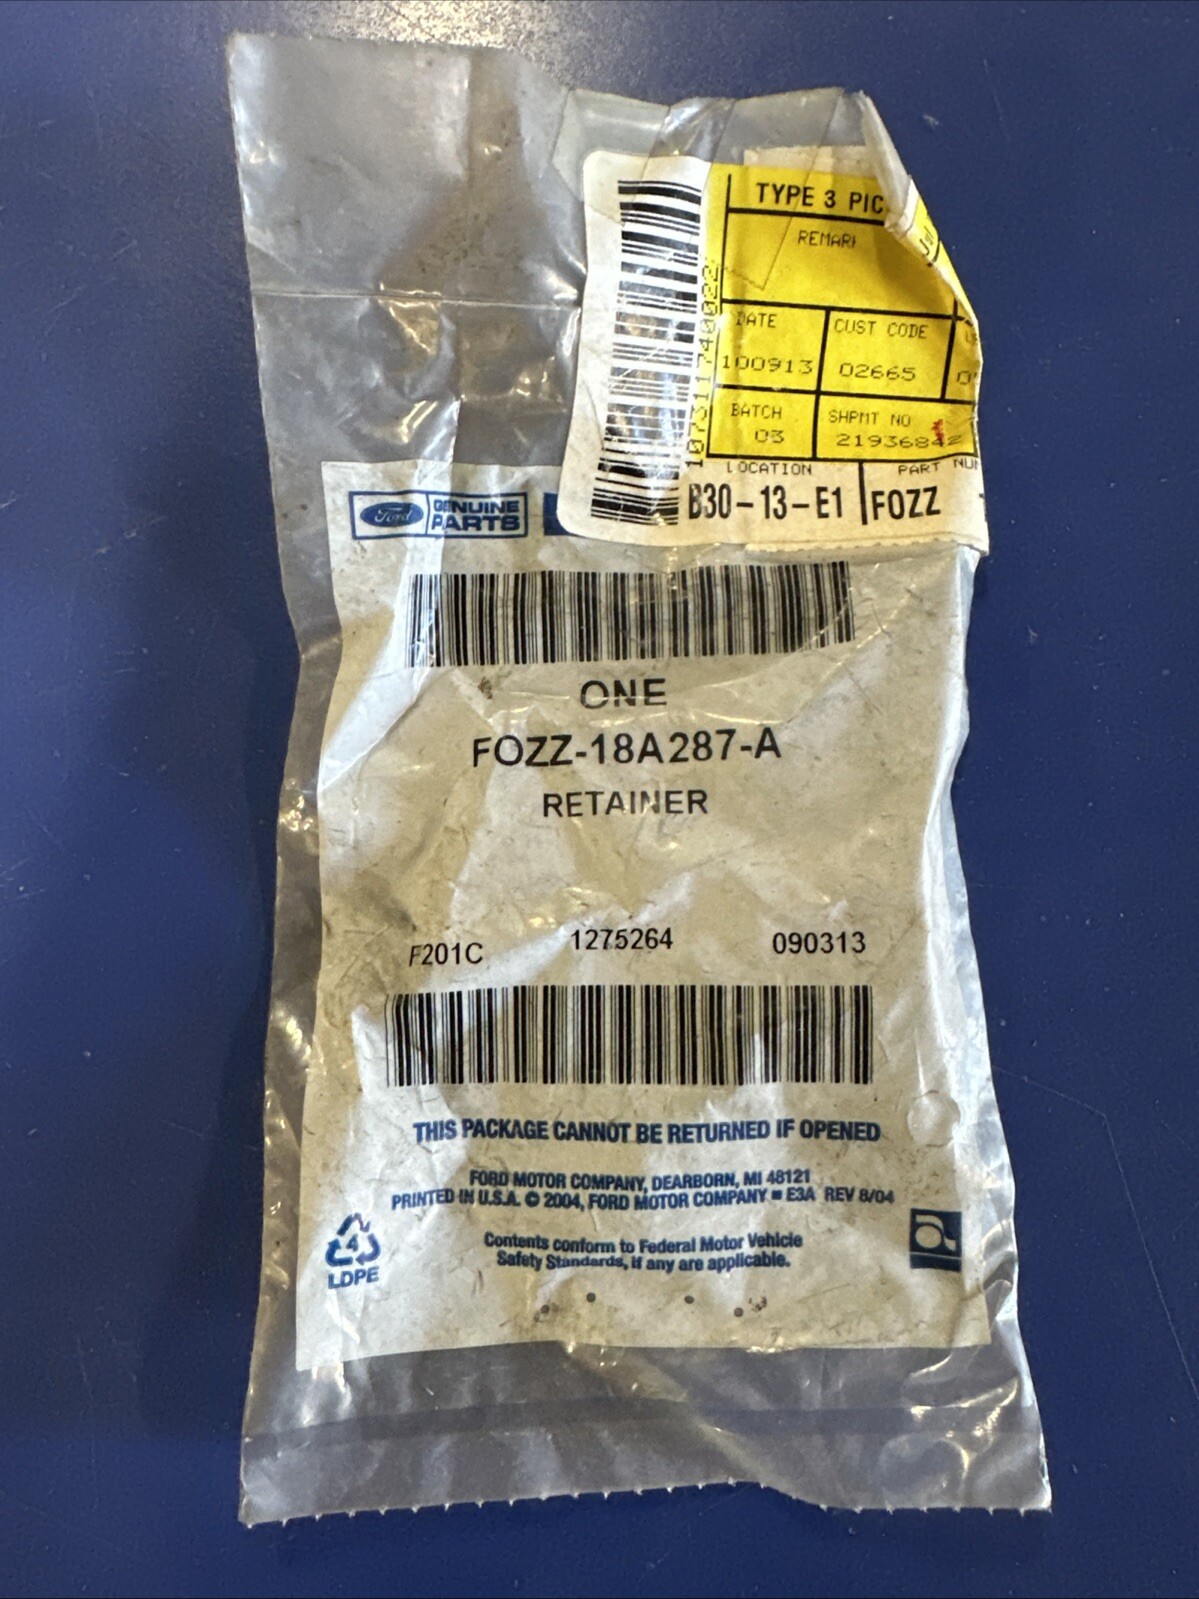 TYPE 3 PIC
REMAR
DATE
CUST CODE
100913
02665
BATCH
SHPMT NO
03
21936842
1073111740022
LOCATION
PART NUM
B30-13-E1
FOZZ
Ford
GENUINE
PARTS
ONE
FOZZ-18A287-A
RETAINER
F201C 1275264 090313
THIS PACKAGE CANNOT BE RETURNED IF OPENED
FORD MOTOR COMPANY, DEARBORN, MI 48121
PRINTED IN U.S.A. © 2004, FORD MOTOR COMPANY ■ E3A REV 8/04
Contents conform to Federal Motor Vehicle
Safety Standards, if any are applicable.
4
LDPE